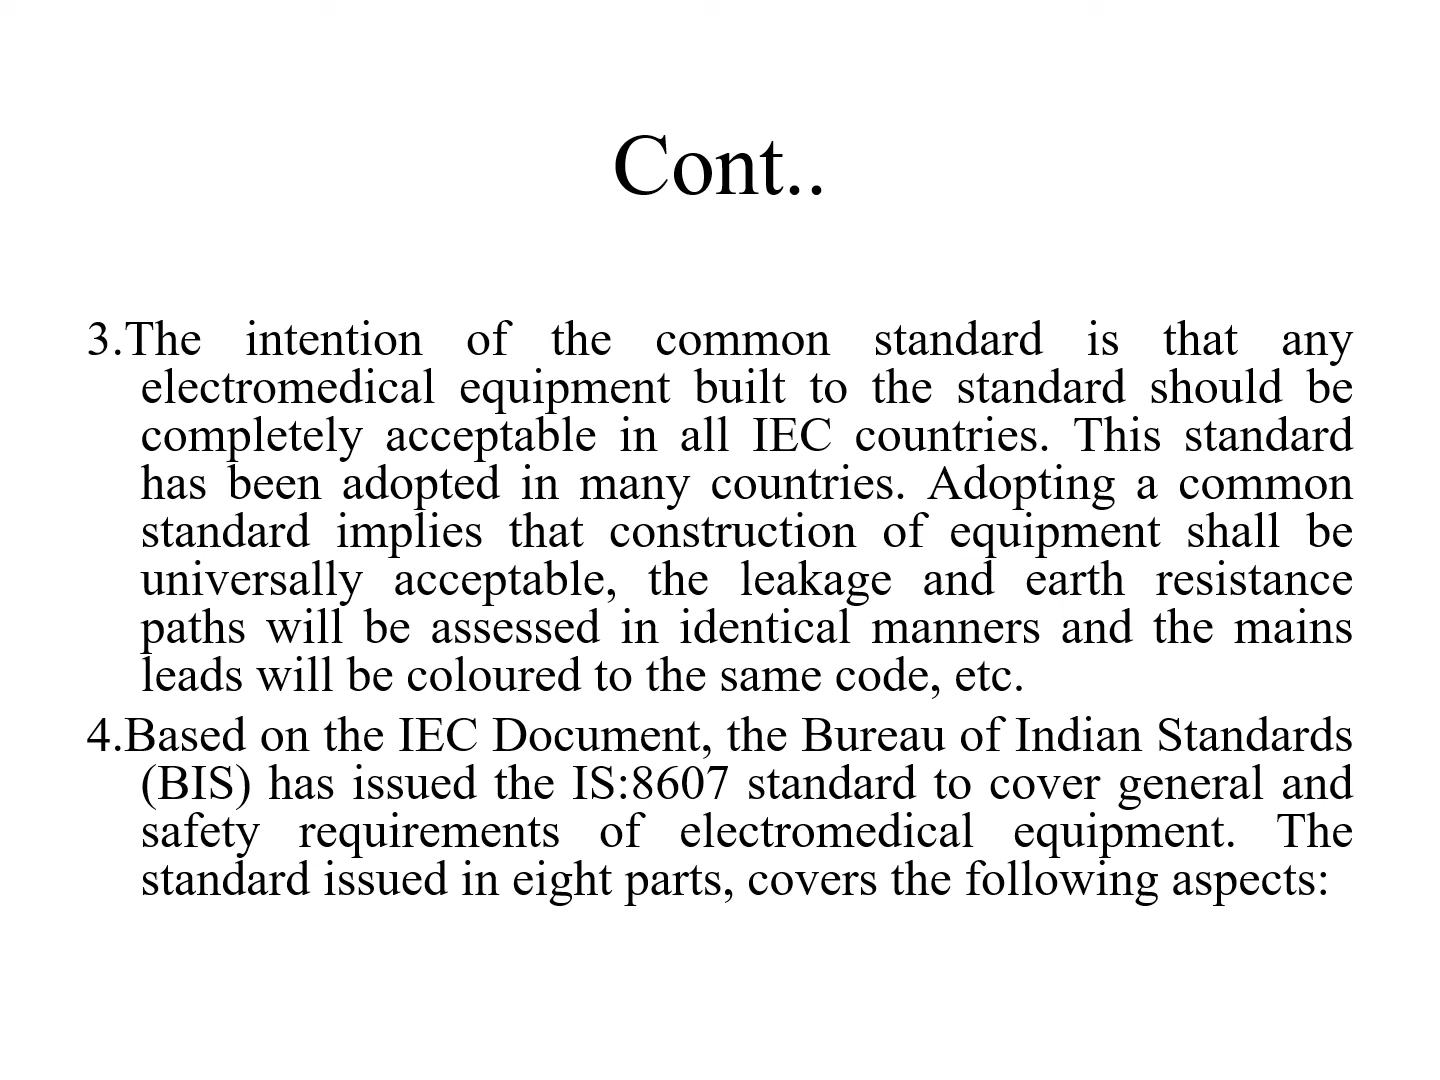 Cont..
3.The intention of the common standard is that any
electromedical equipment built to the standard should be
completely acceptable in all IEC countries. This standard
has been adopted in many countries. Adopting a common
standard implies that construction of equipment shall be
universally acceptable, the leakage and earth resistance
paths will be assessed in identical manners and the mains
leads will be coloured to the same code, etc.
4.Based on the IEC Document, the Bureau of Indian Standards
(BIS) has issued the IS:8607 standard to cover general and
safety requirements of electromedical equipment. The
standard issued in eight parts, covers the following aspects: